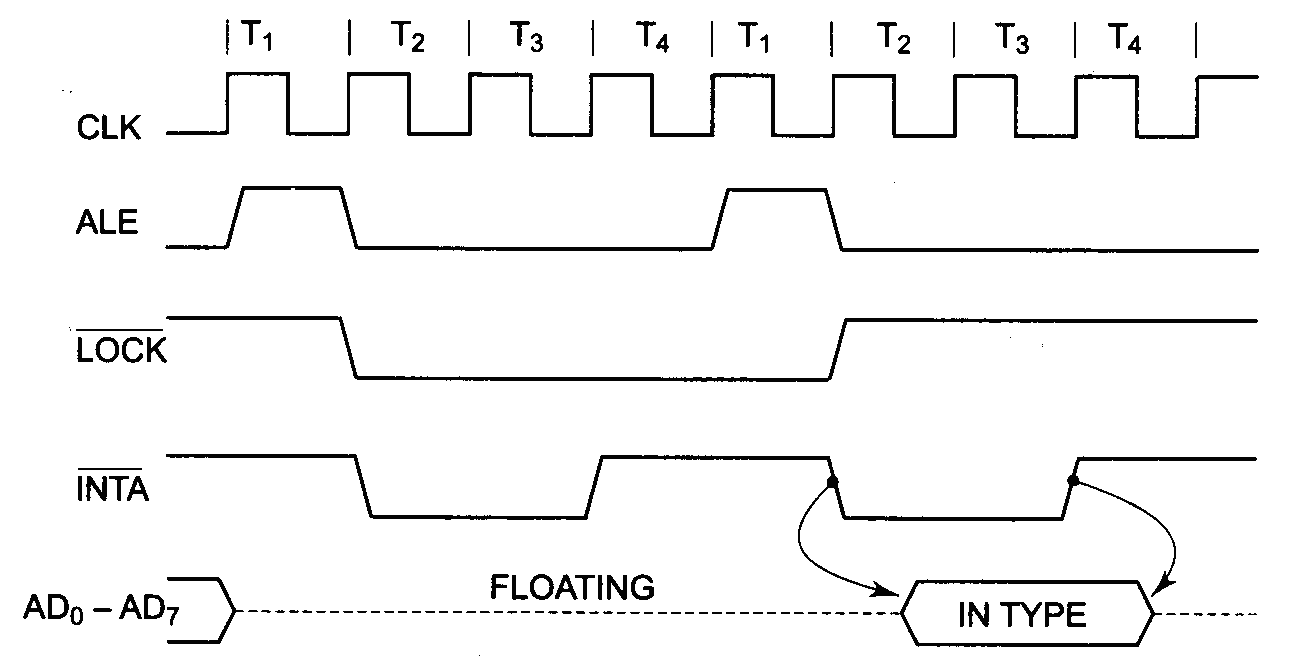 T1 T2 T3 T4 T1 T2 T3 T4
CLK
ALE
LOCK
INTA
FLOATING
AD0 – AD7
IN TYPE